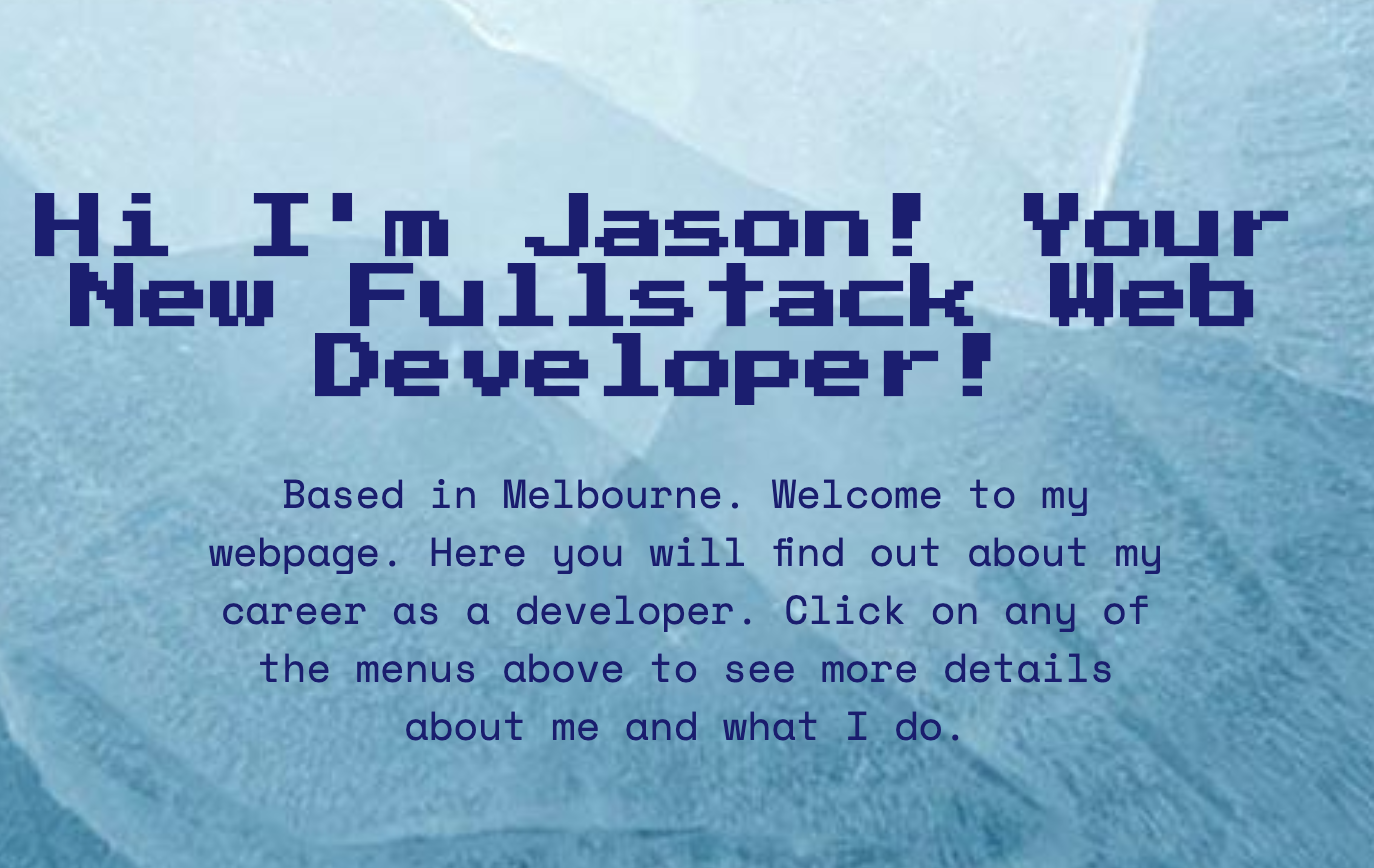 Hi I'm Jason! Your
New Fullstack Web
Developer!
Based in Melbourne. Welcome to my
webpage. Here you will find out about my
career as a developer. Click on any of
the menus above to see more details
about me and what I do.